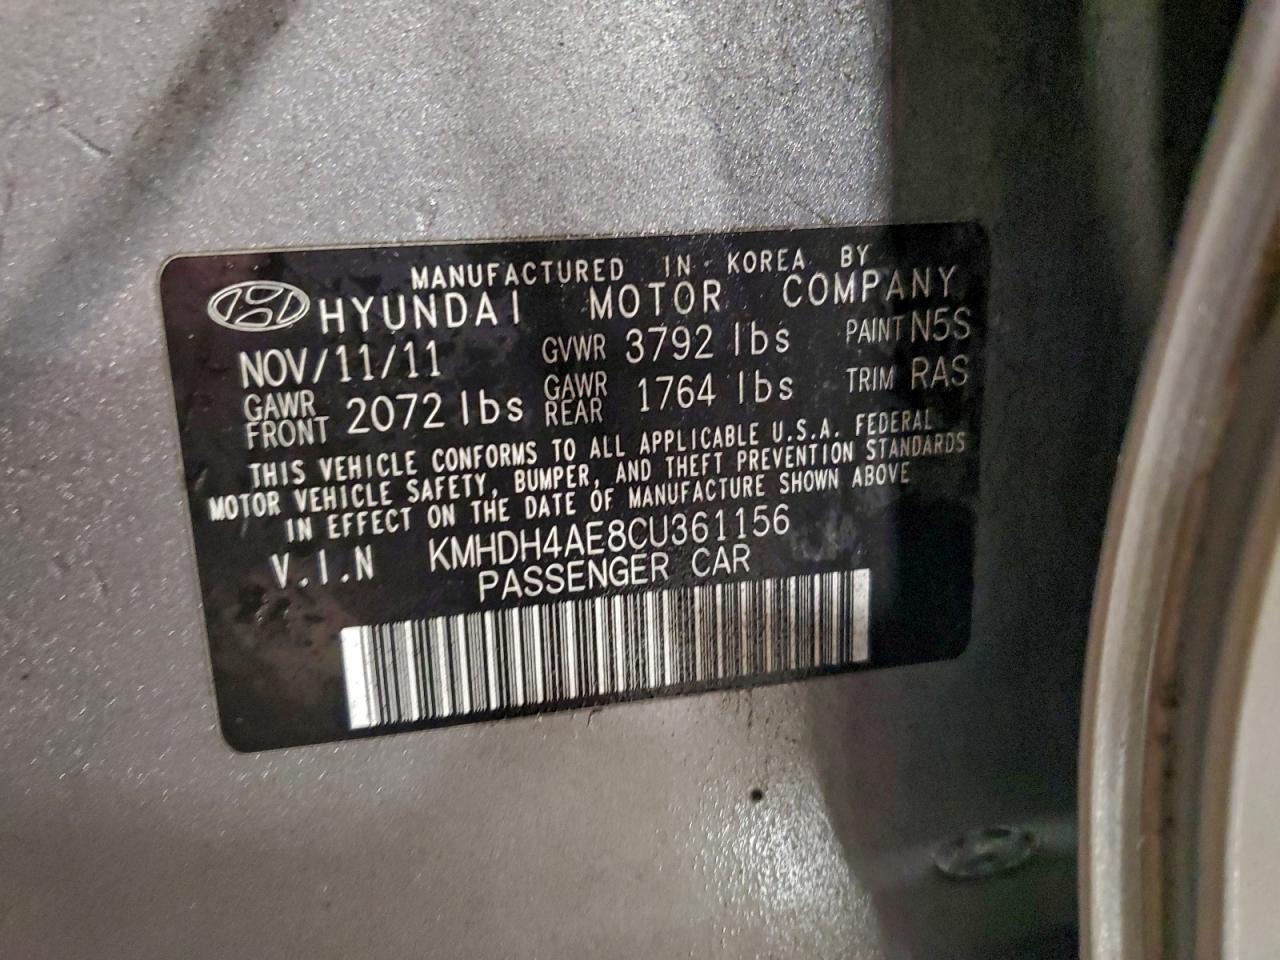 MANUFACTURED IN KOREA BY
HYUNDAI MOTOR COMPANY
NOV/11/11 GVWR 3792 lbs PAINT N5S
GAWR FRONT 2072 lbs GAWR REAR 1764 lbs TRIM RAS
THIS VEHICLE CONFORMS TO ALL APPLICABLE U.S.A. FEDERAL
MOTOR VEHICLE SAFETY, BUMPER, AND THEFT PREVENTION STANDARDS
IN EFFECT ON THE DATE OF MANUFACTURE SHOWN ABOVE
V.I.N KMHDH4AE8CU361156
PASSENGER CAR